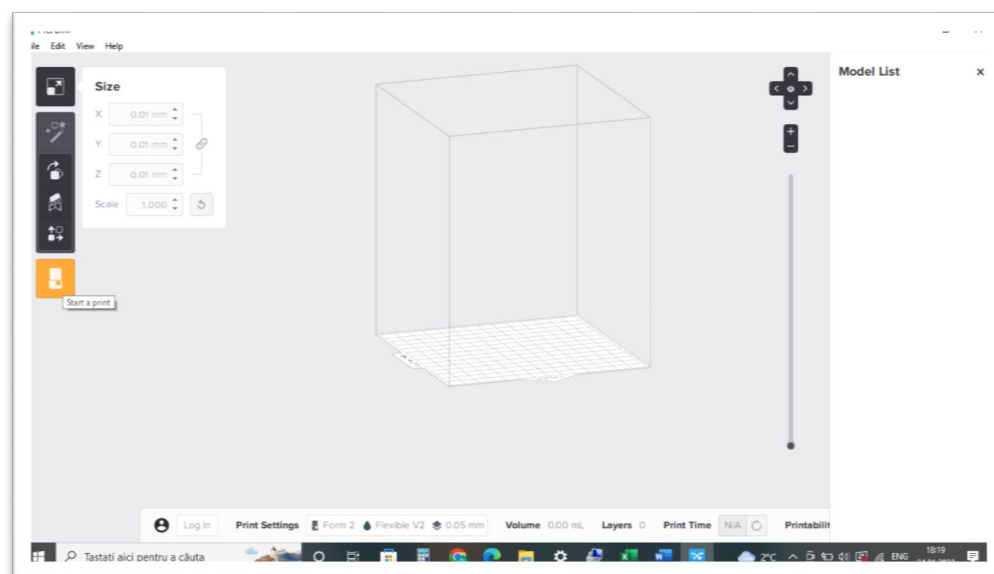 ile Edit View Help
Size
X 0.01 mm
Y 0.01 mm
Z 0.01 mm
Scale 1.000
Start a print
Model List x
Log In Print Settings Form 2 Flexible V2 0.05 mm Volume 0.00 mL Layers 0 Print Time N/A Printabilit
Tastati aici pentru a căuta 2°C ENG 18:19